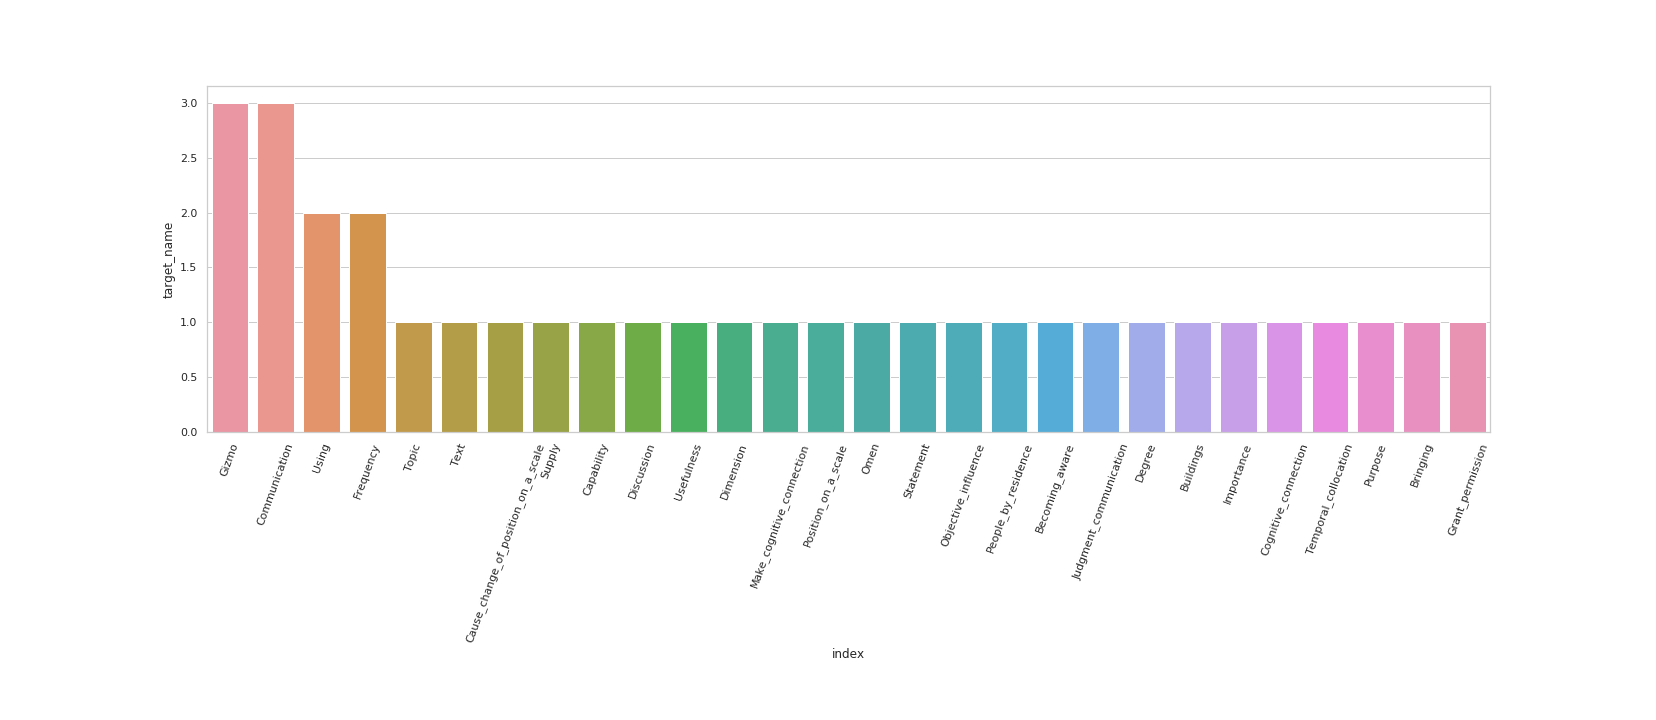 3.0
2.5
2.0
1.5
1.0
0.5
0.0
target_name
Gizmo
Communication
Using
Frequency
Topic
Text
Cause_change_of_position_on_a_scale
Supply
Capability
Discussion
Usefulness
Dimension
Make_cognitive_connection
Position_on_a_scale
Omen
Statement
Objective_influence
People_by_residence
Becoming_aware
Judgment_communication
Degree
Buildings
Importance
Cognitive_connection
Temporal_collocation
Purpose
Bringing
Grant_permission
index